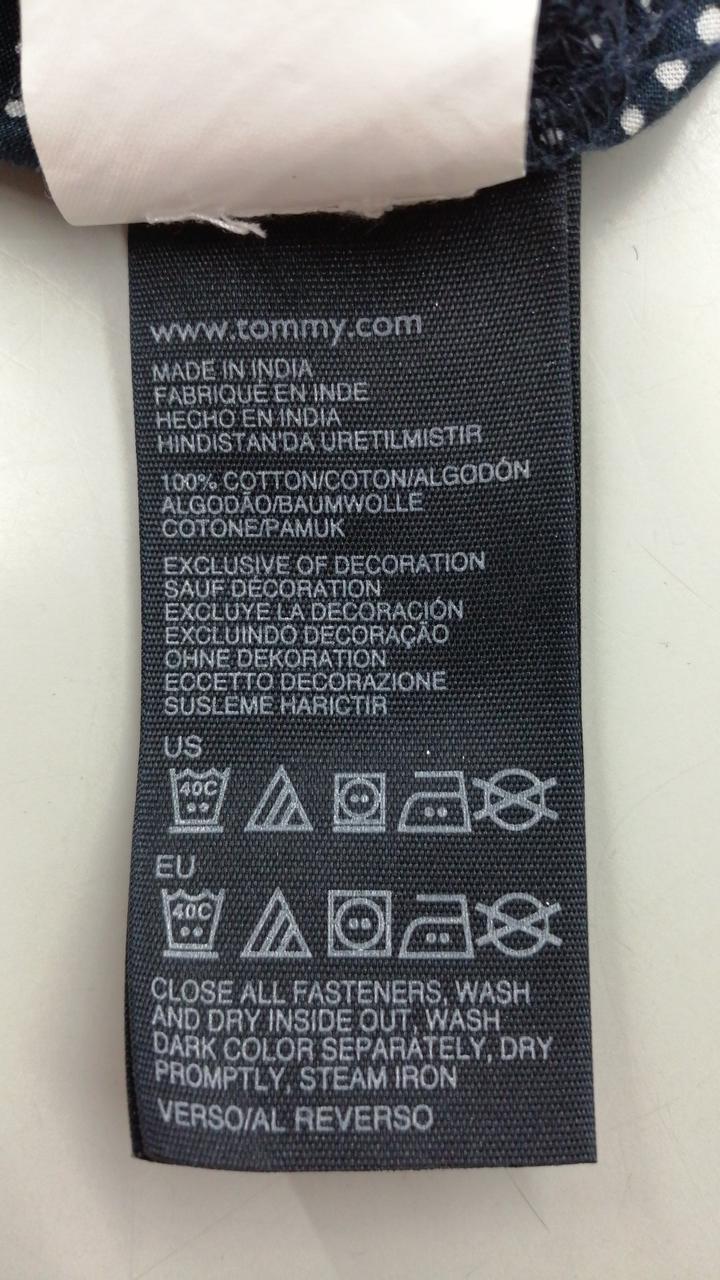 www.tommy.com
MADE IN INDIA
FABRIQUÉ EN INDE
HECHO EN INDIA
HINDISTAN'DA URETILMISTIR
100% COTTON/COTON/ALGODÓN
ALGODÃO/BAUMWOLLE
COTONE/PAMUK
EXCLUSIVE OF DECORATION
SAUF DÉCORATION
EXCLUYE LA DECORACIÓN
EXCLUINDO DECORAÇÃO
OHNE DEKORATION
ECCETTO DECORAZIONE
SUSLEME HARICTIR
US
40C
EU
40C
CLOSE ALL FASTENERS, WASH
AND DRY INSIDE OUT, WASH
DARK COLOR SEPARATELY, DRY
PROMPTLY, STEAM IRON
VERSO/AL REVERSO